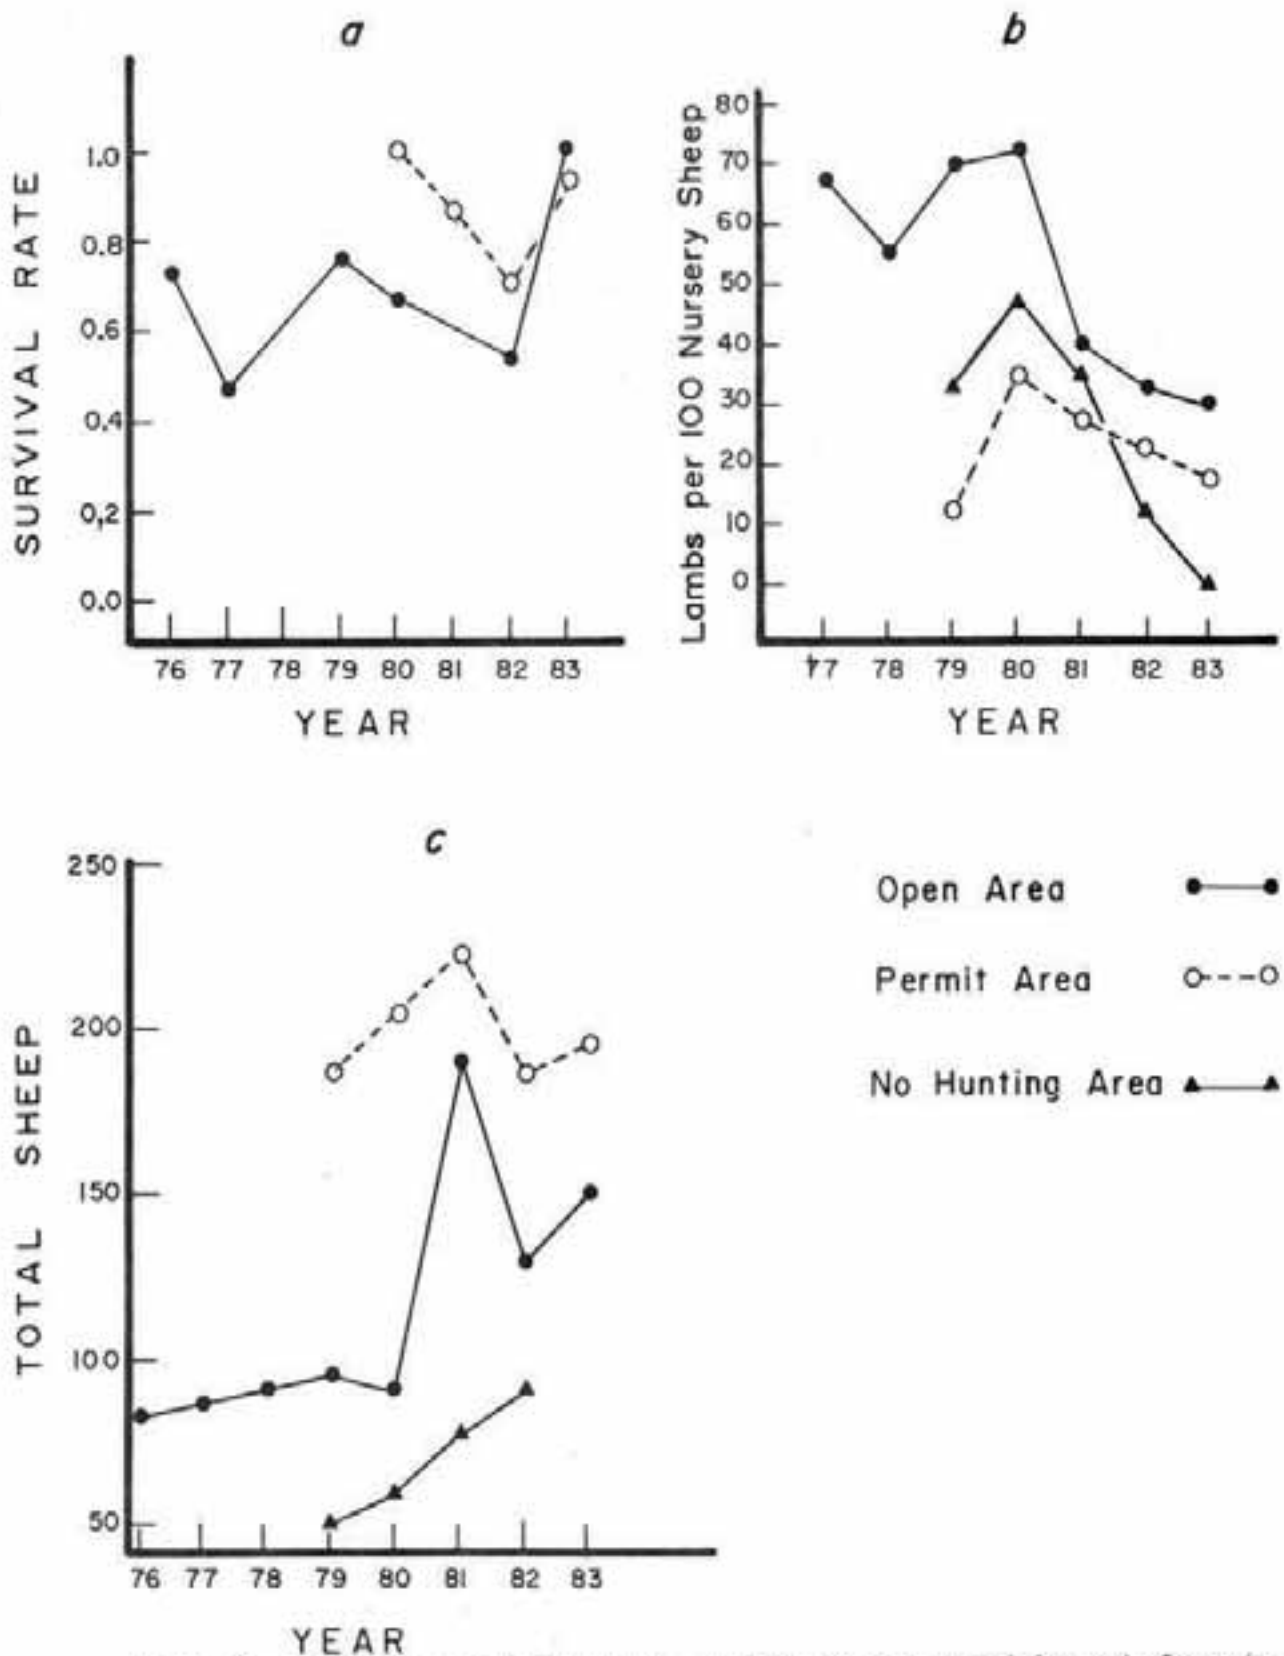 a
SURVIVAL RATE
1.0
0.8
0.6
0.4
0.2
0.0
76 77 78 79 80 81 82 83
YEAR
b
Lambs per 100 Nursery Sheep
80
70
60
50
40
30
20
10
0
77 78 79 80 81 82 83
YEAR
c
TOTAL SHEEP
250
200
150
100
50
76 77 78 79 80 81 82 83
YEAR
Open Area
Permit Area
No Hunting Area